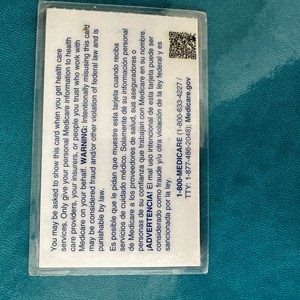 You may be asked to show this card when you get health care
services. Only give your personal Medicare information to health
care providers, your insurers, or people you trust who work with
Medicare on your behalf. WARNING: Intentionally misusing this card
may be considered fraud and/or other violation of federal law and is
punishable by law.
Es posible que le pidan que muestre esta tarjeta cuando reciba
servicios de cuidado médico. Solamente dé su información personal
de Medicare a los proveedores de salud, sus aseguradores o
personas de su confianza que trabajan con Medicare en su nombre.
¡ADVERTENCIA! El mal uso intencional de esta tarjeta puede ser
considerado como fraude y/u otra violación de la ley federal y es
sancionada por la ley.
1-800-MEDICARE (1-800-633-4227 /
TTY: 1-877-486-2048); Medicare.gov